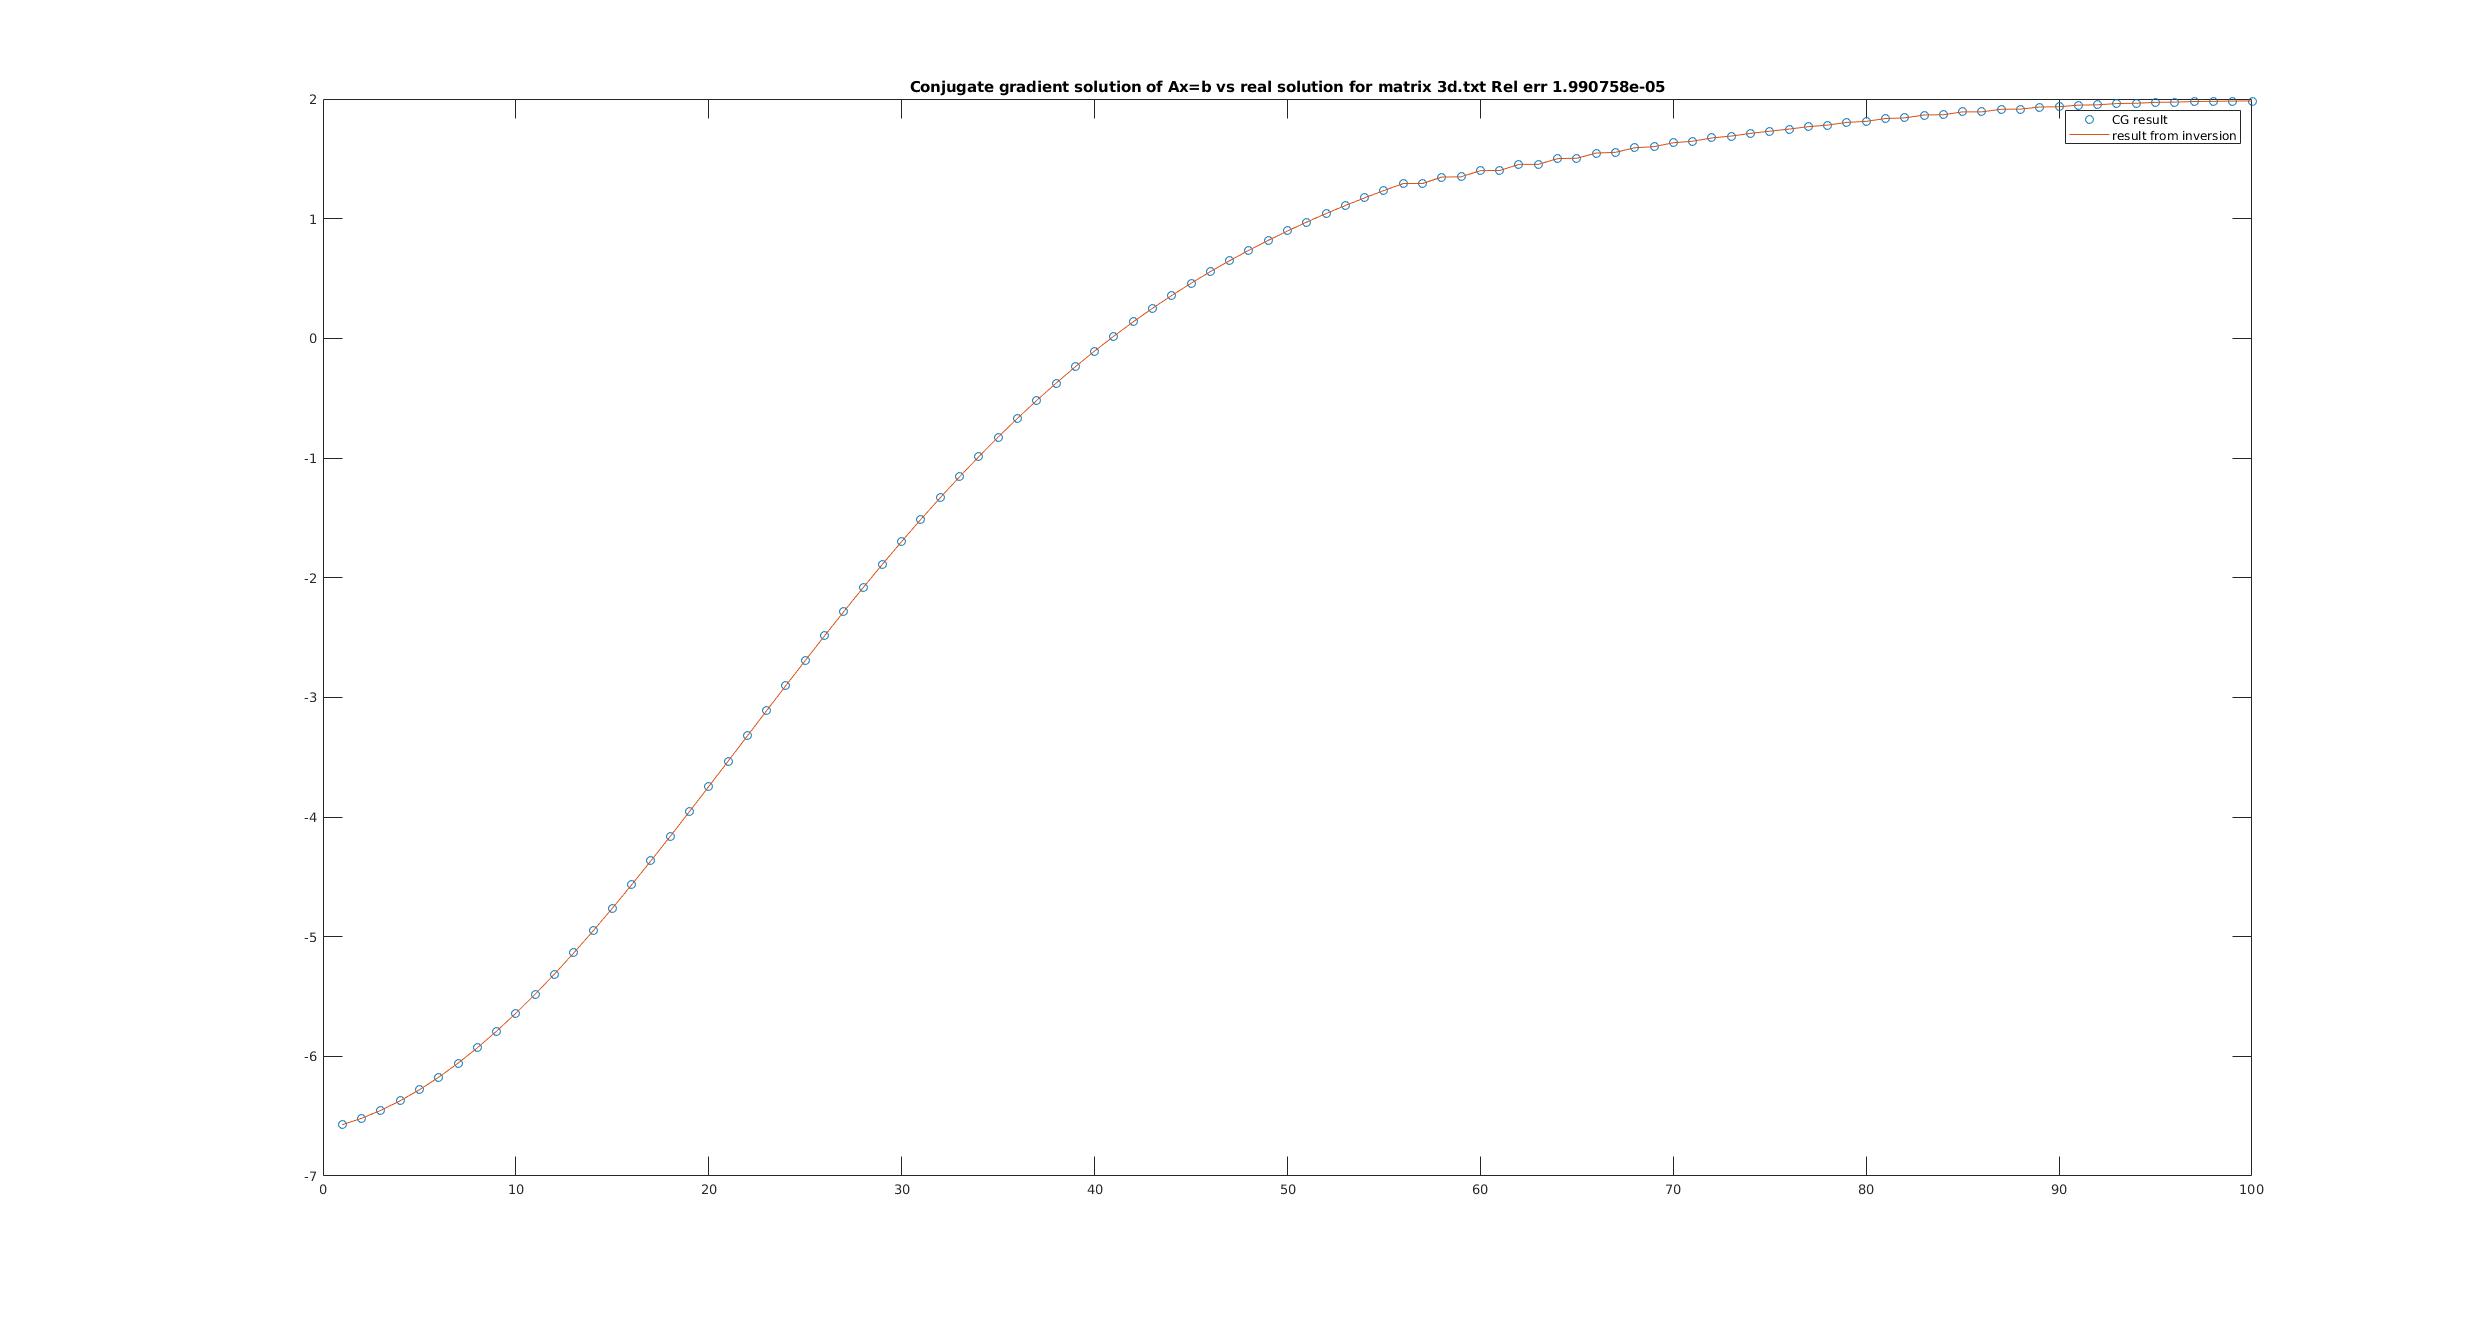 Conjugate gradient solution of Ax=b vs real solution for matrix 3d.txt Rel err 1.990758e-05
2
CG result
result from inversion
1
0
-1
-2
-3
-4
-5
-6
-7
0 10 20 30 40 50 60 70 80 90 100